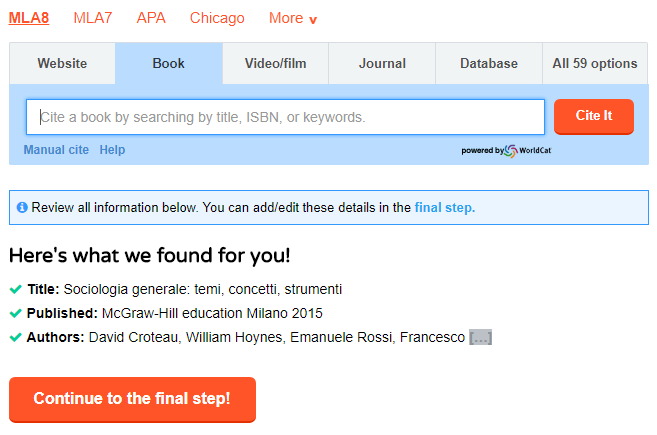 MLA8 MLA7 APA Chicago More v
Website Book Video/film Journal Database All 59 options
Cite a book by searching by title, ISBN, or keywords. Cite It
Manual cite Help powered by WorldCat
Review all information below. You can add/edit these details in the final step.
Here's what we found for you!
Title: Sociologia generale: temi, concetti, strumenti
Published: McGraw-Hill education Milano 2015
Authors: David Croteau, William Hoynes, Emanuele Rossi, Francesco [...]
Continue to the final step!